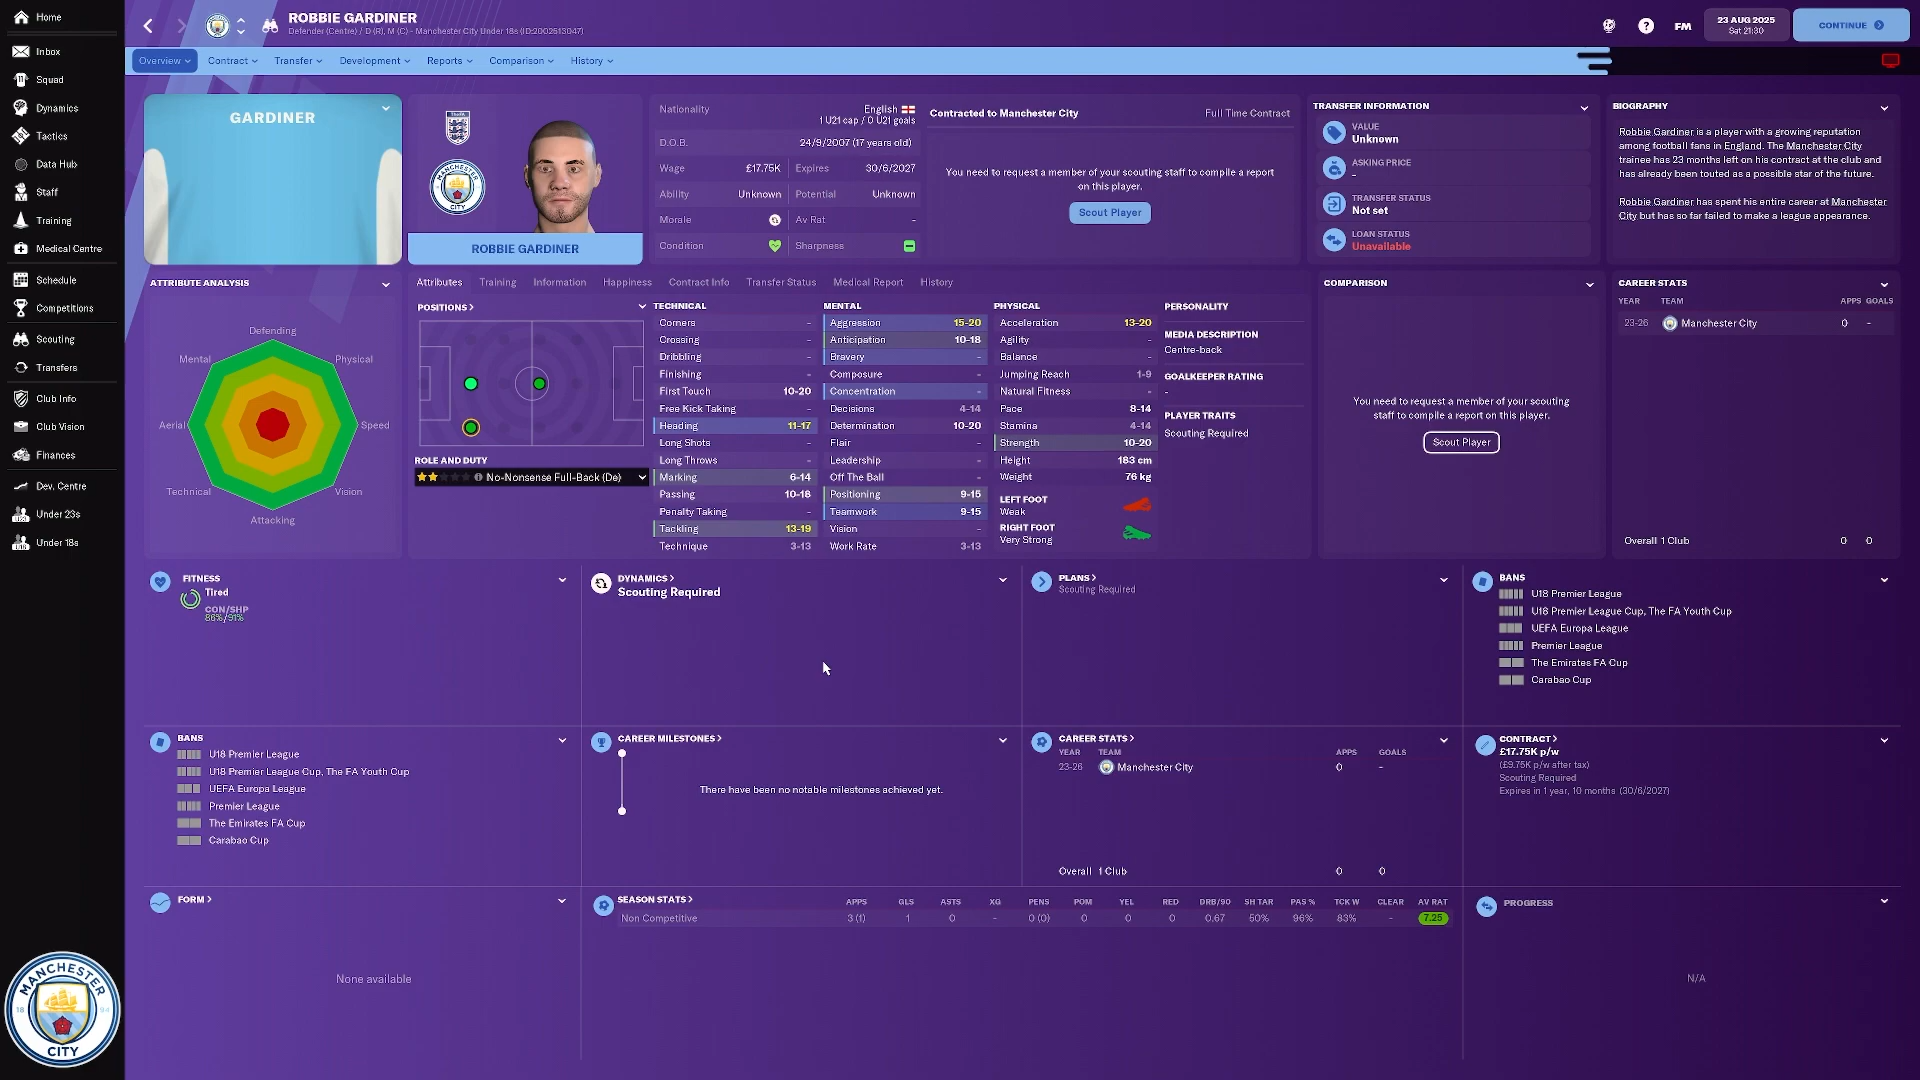 Home
Inbox
Squad
Dynamics
Tactics
Data Hub
Staff
Training
Medical Centre
Schedule
Competitions
Scouting
Transfers
Club Info
Club Vision
Finances
Dev. Centre
Under 23s
Under 18s
MANCHESTER
18 94
CITY
ROBBIE GARDINER
Defender (Centre) / D (R), M (C) - Manchester City Under 18s (ID:2002513047)
? FM
23 AUG 2025
Sat 21:30
CONTINUE
Overview Contract Transfer Development Reports Comparison History
GARDINER
ROBBIE GARDINER
Nationality English
1 U21 cap / 0 U21 goals
D.O.B. 24/9/2007 (17 years old)
Wage £17.75K Expires 30/6/2027
Ability Unknown Potential Unknown
Morale Av Rat -
Condition Sharpness
Contracted to Manchester City Full Time Contract
You need to request a member of your scouting staff to compile a report
on this player.
Scout Player
TRANSFER INFORMATION
VALUE
Unknown
ASKING PRICE
-
TRANSFER STATUS
Not set
LOAN STATUS
Unavailable
BIOGRAPHY
Robbie Gardiner is a player with a growing reputation
among football fans in England. The Manchester City
trainee has 23 months left on his contract at the club and
has already been touted as a possible star of the future.
Robbie Gardiner has spent his entire career at Manchester
City but has so far failed to make a league appearance.
ATTRIBUTE ANALYSIS
Defending
Mental Physical
Aerial Speed
Technical Vision
Attacking
Attributes Training Information Happiness Contract Info Transfer Status Medical Report History
POSITIONS
ROLE AND DUTY
No-Nonsense Full-Back (De)
TECHNICAL
Corners -
Crossing -
Dribbling -
Finishing -
First Touch 10-20
Free Kick Taking -
Heading 11-17
Long Shots -
Long Throws -
Marking 6-14
Passing 10-18
Penalty Taking -
Tackling 13-19
Technique 3-13
MENTAL
Aggression 15-20
Anticipation 10-18
Bravery -
Composure -
Concentration -
Decisions 4-14
Determination 10-20
Flair -
Leadership -
Off The Ball -
Positioning 9-15
Teamwork 9-15
Vision -
Work Rate 3-13
PHYSICAL
Acceleration 13-20
Agility -
Balance -
Jumping Reach 1-9
Natural Fitness -
Pace 8-14
Stamina 4-14
Strength 10-20
Height 183 cm
Weight 76 kg
LEFT FOOT
Weak
RIGHT FOOT
Very Strong
PERSONALITY
MEDIA DESCRIPTION
Centre-back
GOALKEEPER RATING
-
PLAYER TRAITS
Scouting Required
COMPARISON
You need to request a member of your scouting
staff to compile a report on this player.
Scout Player
CAREER STATS
YEAR TEAM APPS GOALS
23-26 Manchester City 0 -
Overall 1 Club 0 0
FITNESS
Tired
CON/SHP
86%/91%
DYNAMICS
Scouting Required
PLANS
Scouting Required
BANS
U18 Premier League
U18 Premier League Cup, The FA Youth Cup
UEFA Europa League
Premier League
The Emirates FA Cup
Carabao Cup
BANS
U18 Premier League
U18 Premier League Cup, The FA Youth Cup
UEFA Europa League
Premier League
The Emirates FA Cup
Carabao Cup
CAREER MILESTONES
There have been no notable milestones achieved yet.
CAREER STATS
YEAR TEAM APPS GOALS
23-26 Manchester City 0 -
Overall 1 Club 0 0
CONTRACT
£17.75K p/w
(£9.75K p/w after tax)
Scouting Required
Expires in 1 year, 10 months (30/6/2027)
FORM
None available
SEASON STATS APPS GLS ASTS XG PENS POM YEL RED DRB/90 SH TAR PAS % TCK W CLEAR AV RAT
Non Competitive 3 (1) 1 0 - 0 (0) 0 0 0 0.67 50% 96% 83% - 7.25
PROGRESS
N/A